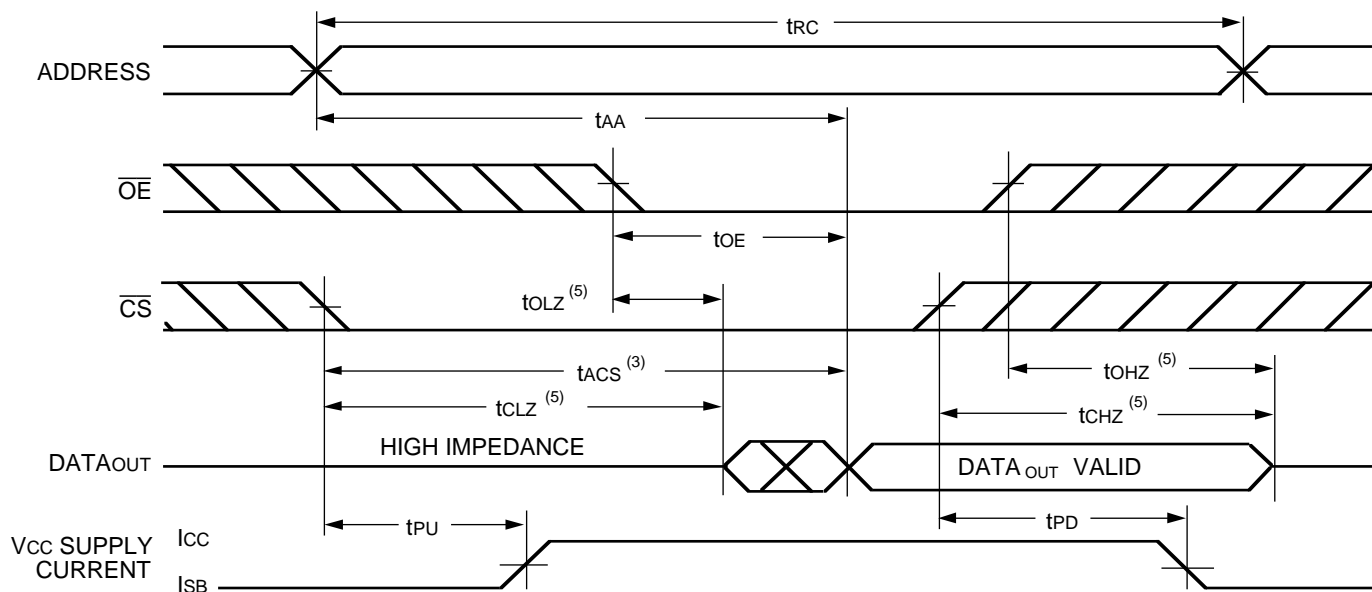 tRC
ADDRESS
tAA
OE
tOE
CS
tOLZ (5)
tACS (3)
tOHZ (5)
tCLZ (5)
tCHZ (5)
HIGH IMPEDANCE
DATAOUT
DATA OUT VALID
tPU
tPD
VCC SUPPLY
CURRENT
ICC
ISB